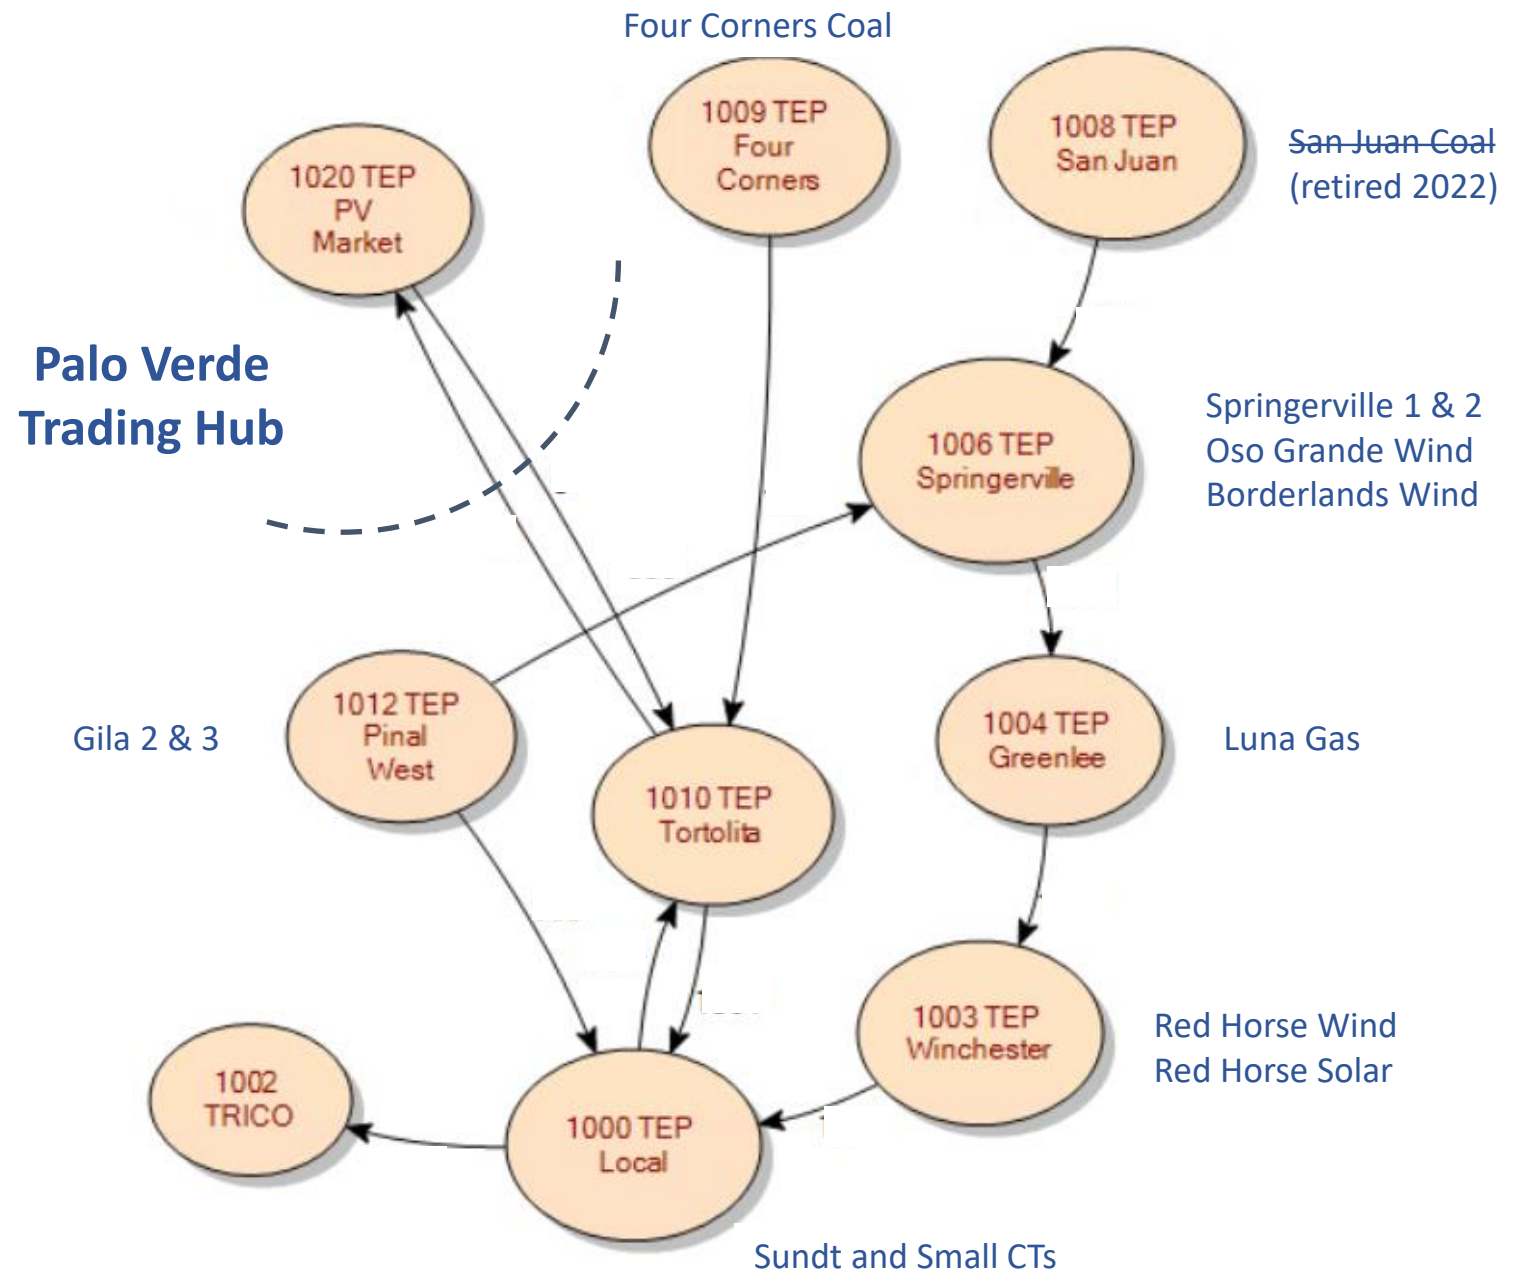 Four Corners Coal
1009 TEP
Four
Corners
1008 TEP
San Juan
San Juan Coal
(retired 2022)
1020 TEP
PV
Market
Palo Verde
Trading Hub
1006 TEP
Springerville
Springerville 1 & 2
Oso Grande Wind
Borderlands Wind
1012 TEP
Pinal
West
Gila 2 & 3
1010 TEP
Tortolita
1004 TEP
Greenlee
Luna Gas
1003 TEP
Winchester
Red Horse Wind
Red Horse Solar
1002
TRICO
1000 TEP
Local
Sundt and Small CTs